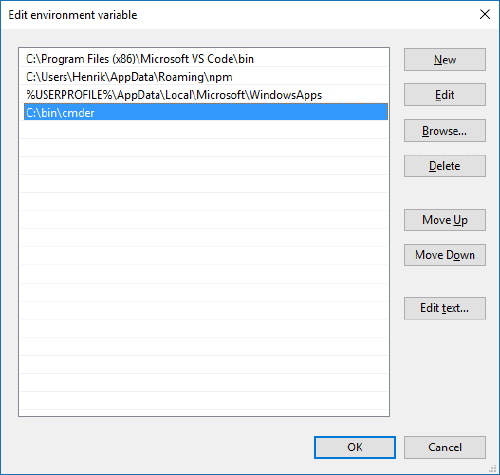 Edit environment variable
C:\Program Files (x86)\Microsoft VS Code\bin
C:\Users\Henrik\AppData\Roaming\npm
%USERPROFILE%\AppData\Local\Microsoft\WindowsApps
C:\bin\cmder
New
Edit
Browse...
Delete
Move Up
Move Down
Edit text...
OK
Cancel